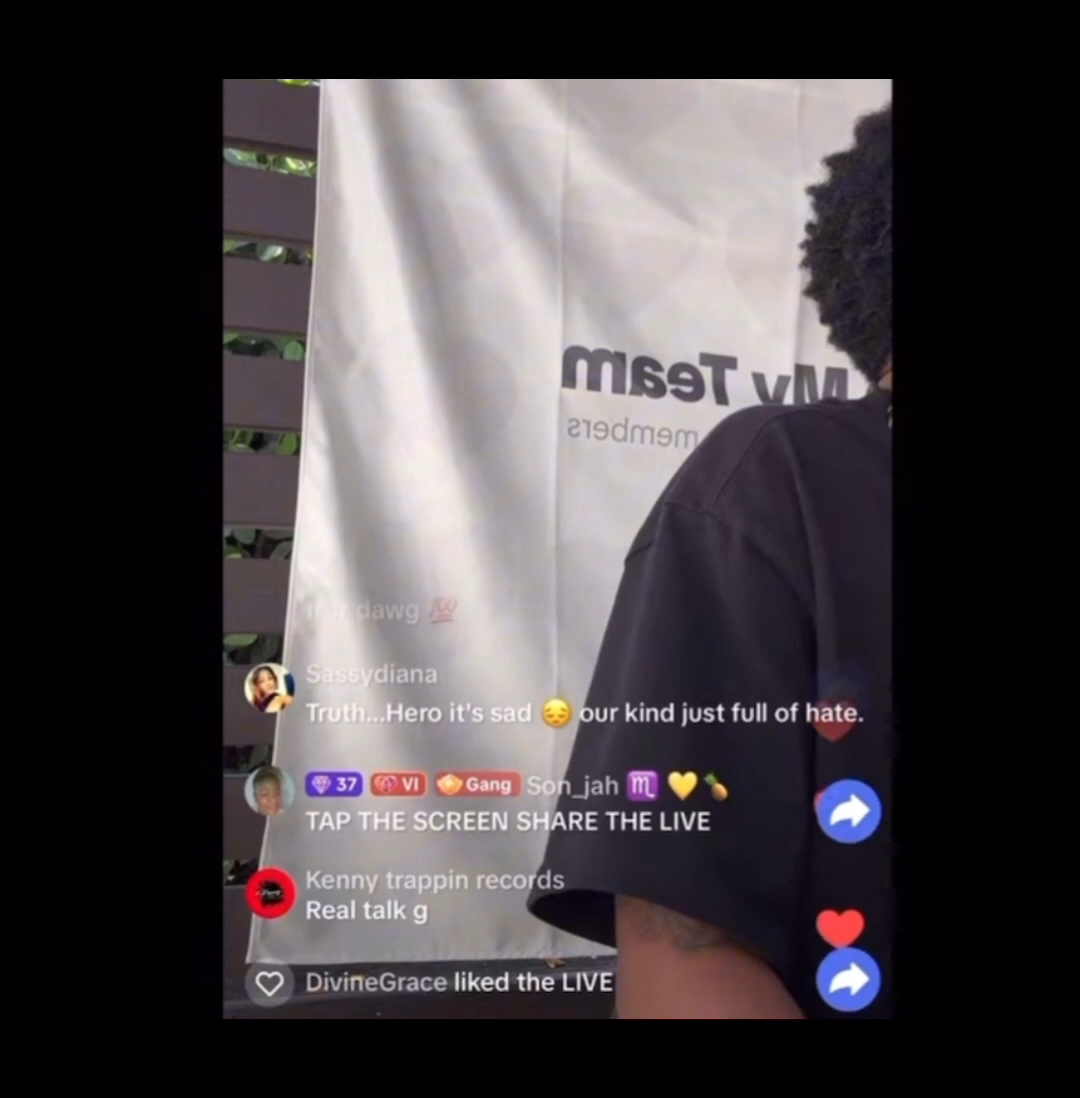 My Team
members
dawg 💯
Sassydiana
Truth...Hero it's sad 😔 our kind just full of hate.
37 VI Gang Son_jah ♏ 💛 🍍
TAP THE SCREEN SHARE THE LIVE
Kenny trappin records
Real talk g
DivineGrace liked the LIVE